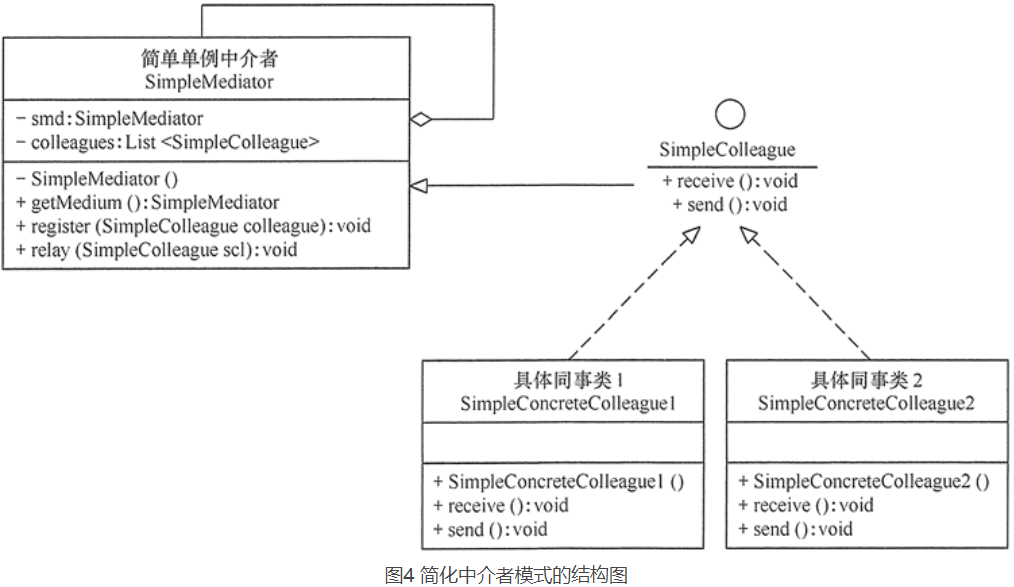 简单单例中介者
SimpleMediator
- smd:SimpleMediator
- colleagues:List <SimpleColleague>
- SimpleMediator ()
+ getMedium ():SimpleMediator
+ register (SimpleColleague colleague):void
+ relay (SimpleColleague scl):void
SimpleColleague
+ receive ():void
+ send ():void
具体同事类1
SimpleConcreteColleague1
+ SimpleConcreteColleague1 ()
+ receive ():void
+ send ():void
具体同事类2
SimpleConcreteColleague2
+ SimpleConcreteColleague2 ()
+ receive ():void
+ send ():void
图4 简化中介者模式的结构图